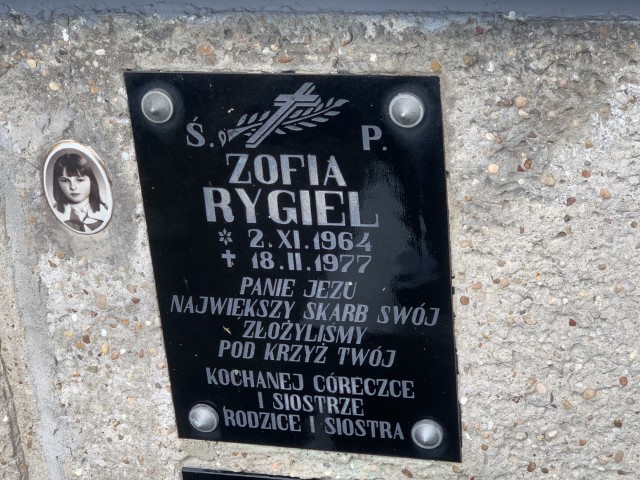 Ś. P.
ZOFIA
RYGIEL
* 2.XI.1964
✝ 18.II.1977
PANIE JEZU
NAJWIEKSZY SKARB SWÓJ
ZŁOŻYLIŚMY
POD KRZYŻ TWÓJ
KOCHANEJ CÓRECZCE
I SIOSTRZE
RODZICE I SIOSTRA